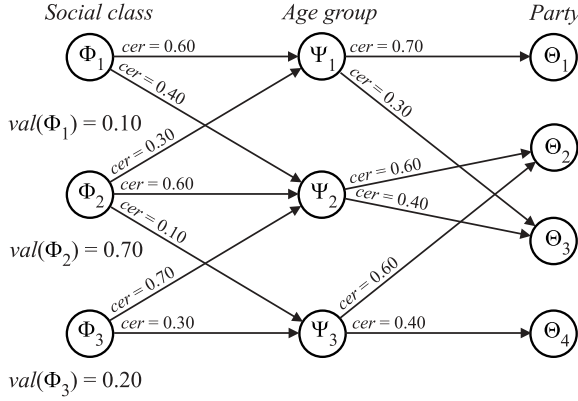 Social class Age group Party
Φ1 cer = 0.60 Ψ1 cer = 0.70 Θ1
cer = 0.40
cer = 0.30
val(Φ1) = 0.10
cer = 0.30
Θ2
cer = 0.60
Φ2 cer = 0.60 Ψ2
cer = 0.40
cer = 0.10
Θ3
val(Φ2) = 0.70
cer = 0.70
cer = 0.60
Φ3 cer = 0.30 Ψ3 cer = 0.40 Θ4
val(Φ3) = 0.20